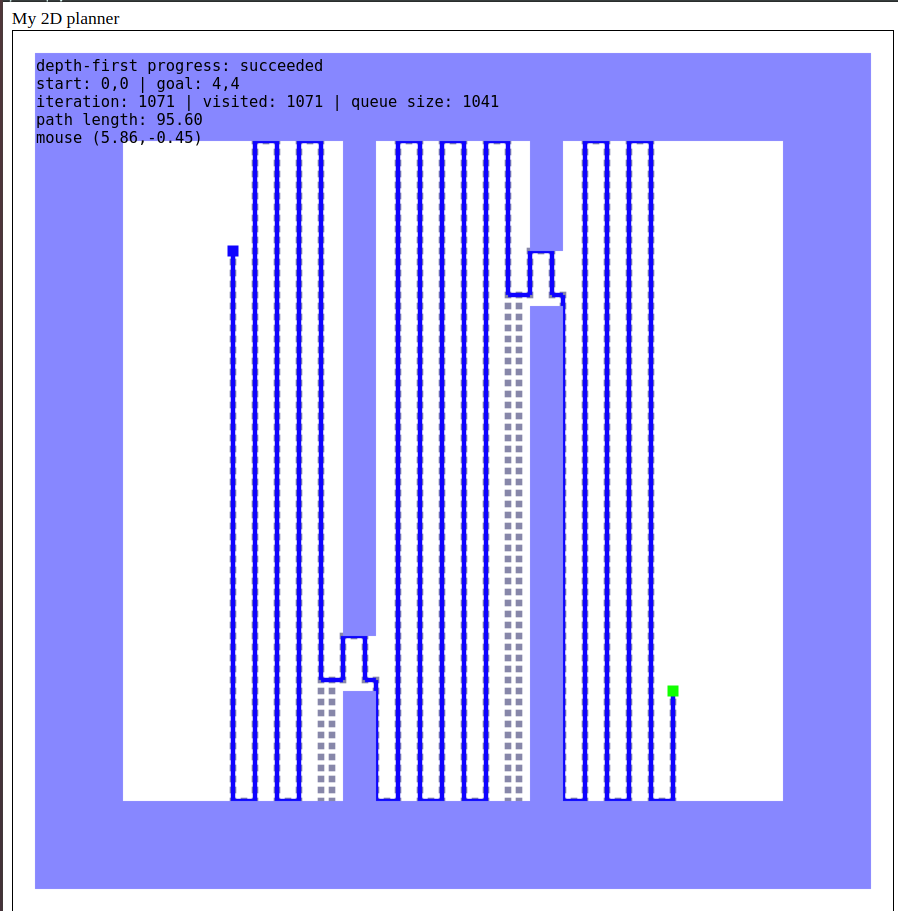 My 2D planner
depth-first progress: succeeded
start: 0,0 | goal: 4,4
iteration: 1071 | visited: 1071 | queue size: 1041
path length: 95.60
mouse (5.86,-0.45)